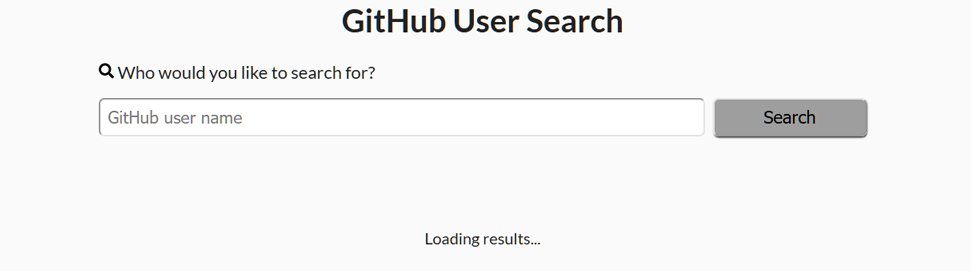 GitHub User Search
Who would you like to search for?
GitHub user name
Search
Loading results...